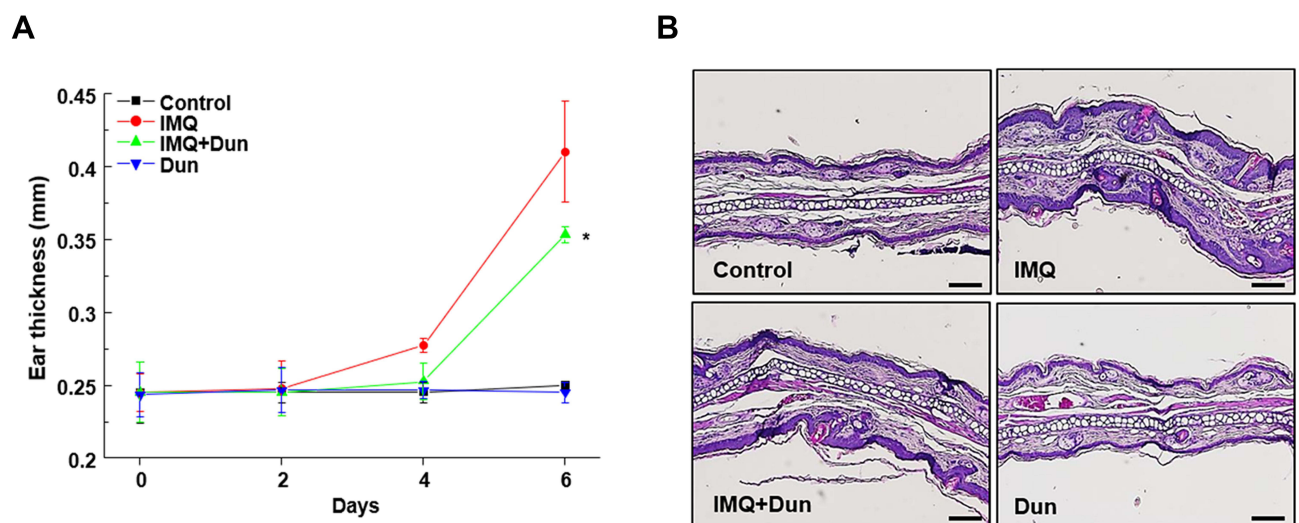 A
B
Control
IMQ
IMQ+Dun
Dun
0.45
0.4
0.35
0.3
0.25
0.2
Ear thickness (mm)
*
0
2
4
6
Days
Control
IMQ
IMQ+Dun
Dun